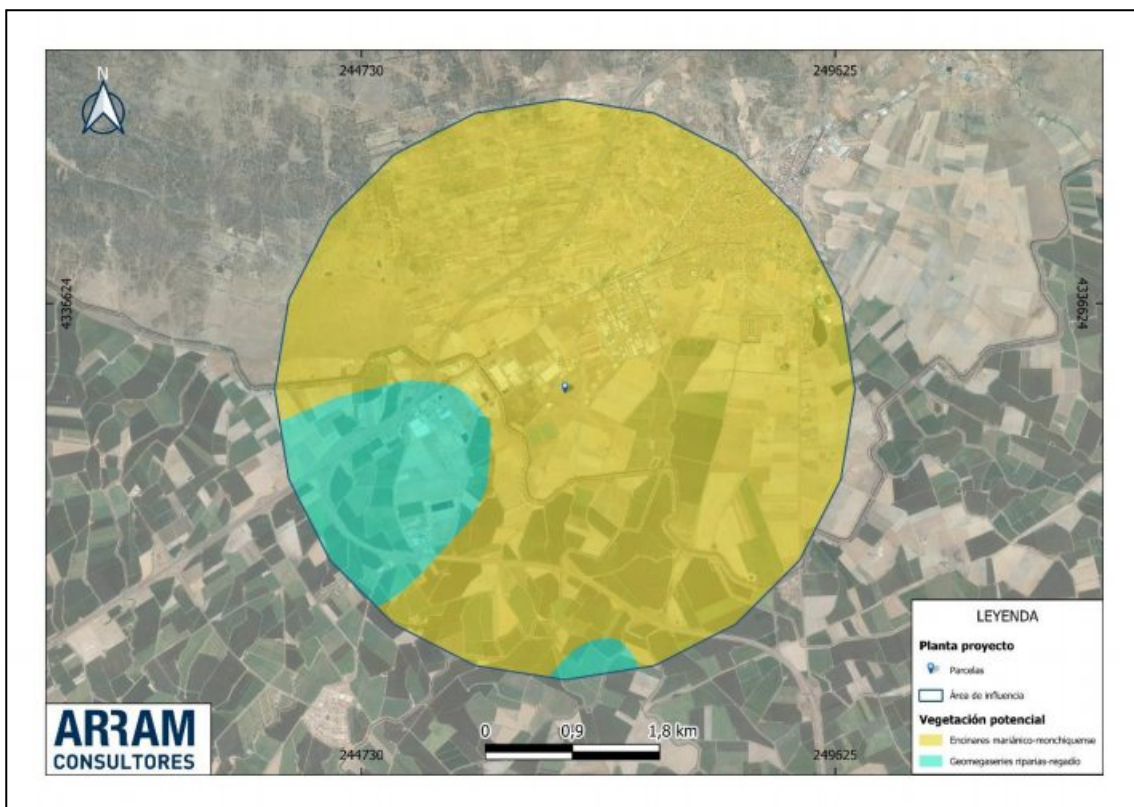 N
244730
249625
4336624
4336624
LEYENDA
Planta proyecto
Parcelas
Área de influencia
Vegetación potencial
Encinares mariánico-monchiquense
Geomegaseries riparias-regadío
0 0,9 1,8 km
ARRAM
CONSULTORES
244730
249625